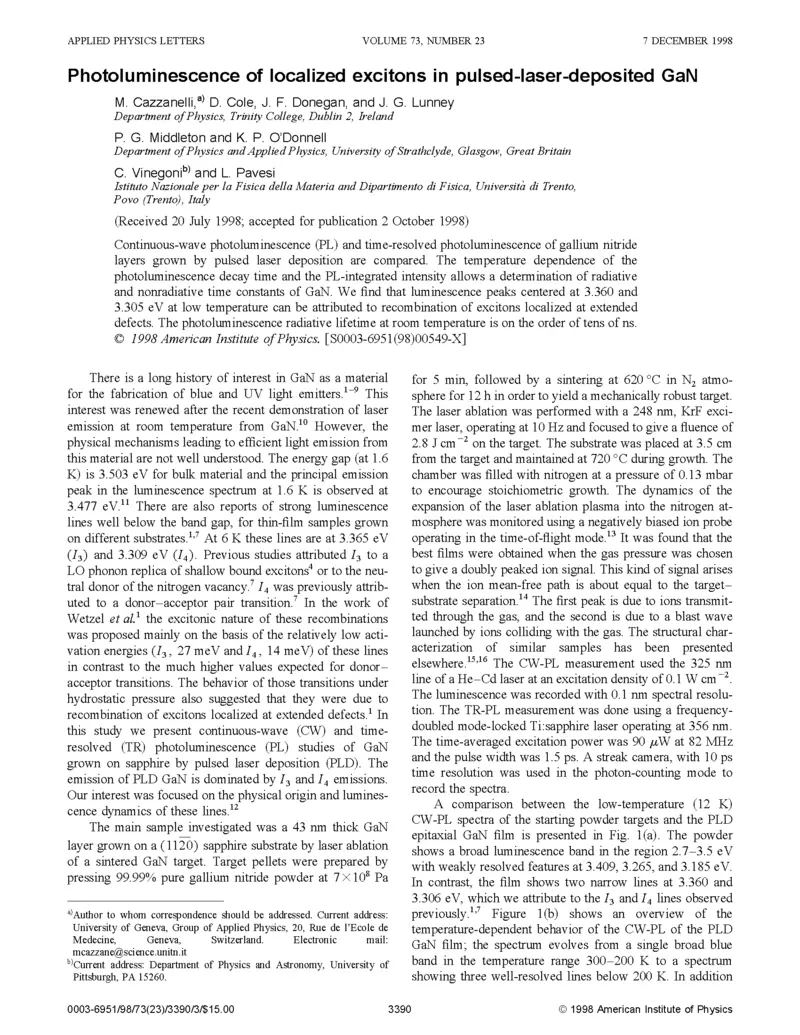 APPLIED PHYSICS LETTERS VOLUME 73, NUMBER 23 7 DECEMBER 1998
Photoluminescence of localized excitons in pulsed-laser-deposited GaN
M. Cazzanelli,a) D. Cole, J. F. Donegan, and J. G. Lunney
Department of Physics, Trinity College, Dublin 2, Ireland
P. G. Middleton and K. P. O'Donnell
Department of Physics and Applied Physics, University of Strathclyde, Glasgow, Great Britain
C. Vinegonib) and L. Pavesi
Istituto Nazionale per la Fisica della Materia and Dipartimento di Fisica, Università di Trento,
Povo (Trento), Italy
(Received 20 July 1998; accepted for publication 2 October 1998)
Continuous-wave photoluminescence (PL) and time-resolved photoluminescence of gallium nitride
layers grown by pulsed laser deposition are compared. The temperature dependence of the
photoluminescence decay time and the PL-integrated intensity allows a determination of radiative
and nonradiative time constants of GaN. We find that luminescence peaks centered at 3.360 and
3.305 eV at low temperature can be attributed to recombination of excitons localized at extended
defects. The photoluminescence radiative lifetime at room temperature is on the order of tens of ns.
© 1998 American Institute of Physics. [S0003-6951(98)00549-X]
There is a long history of interest in GaN as a material
for the fabrication of blue and UV light emitters.1–9 This
interest was renewed after the recent demonstration of laser
emission at room temperature from GaN.10 However, the
physical mechanisms leading to efficient light emission from
this material are not well understood. The energy gap (at 1.6
K) is 3.503 eV for bulk material and the principal emission
peak in the luminescence spectrum at 1.6 K is observed at
3.477 eV.11 There are also reports of strong luminescence
lines well below the band gap, for thin-film samples grown
on different substrates.1,7 At 6 K these lines are at 3.365 eV
(I3) and 3.309 eV (I4). Previous studies attributed I3 to a
LO phonon replica of shallow bound excitons4 or to the neu-
tral donor of the nitrogen vacancy.7 I4 was previously attrib-
uted to a donor–acceptor pair transition.7 In the work of
Wetzel et al.1 the excitonic nature of these recombinations
was proposed mainly on the basis of the relatively low acti-
vation energies (I3, 27 meV and I4, 14 meV) of these lines
in contrast to the much higher values expected for donor–
acceptor transitions. The behavior of those transitions under
hydrostatic pressure also suggested that they were due to
recombination of excitons localized at extended defects.1 In
this study we present continuous-wave (CW) and time-
resolved (TR) photoluminescence (PL) studies of GaN
grown on sapphire by pulsed laser deposition (PLD). The
emission of PLD GaN is dominated by I3 and I4 emissions.
Our interest was focused on the physical origin and lumines-
cence dynamics of these lines.12
The main sample investigated was a 43 nm thick GaN
layer grown on a (112̅0) sapphire substrate by laser ablation
of a sintered GaN target. Target pellets were prepared by
pressing 99.99% pure gallium nitride powder at 7×10⁸ Pa
a)Author to whom correspondence should be addressed. Current address:
University of Geneva, Group of Applied Physics, 20, Rue de l'Ecole de
Medecine, Geneva, Switzerland. Electronic mail:
mcazzane@science.unitn.it
b)Current address: Department of Physics and Astronomy, University of
Pittsburgh, PA 15260.
for 5 min, followed by a sintering at 620 °C in N2 atmo-
sphere for 12 h in order to yield a mechanically robust target.
The laser ablation was performed with a 248 nm, KrF exci-
mer laser, operating at 10 Hz and focused to give a fluence of
2.8 J cm−2 on the target. The substrate was placed at 3.5 cm
from the target and maintained at 720 °C during growth. The
chamber was filled with nitrogen at a pressure of 0.13 mbar
to encourage stoichiometric growth. The dynamics of the
expansion of the laser ablation plasma into the nitrogen at-
mosphere was monitored using a negatively biased ion probe
operating in the time-of-flight mode.13 It was found that the
best films were obtained when the gas pressure was chosen
to give a doubly peaked ion signal. This kind of signal arises
when the ion mean-free path is about equal to the target–
substrate separation.14 The first peak is due to ions transmit-
ted through the gas, and the second is due to a blast wave
launched by ions colliding with the gas. The structural char-
acterization of similar samples has been presented
elsewhere.15,16 The CW-PL measurement used the 325 nm
line of a He–Cd laser at an excitation density of 0.1 W cm−2.
The luminescence was recorded with 0.1 nm spectral resolu-
tion. The TR-PL measurement was done using a frequency-
doubled mode-locked Ti:sapphire laser operating at 356 nm.
The time-averaged excitation power was 90 μW at 82 MHz
and the pulse width was 1.5 ps. A streak camera, with 10 ps
time resolution was used in the photon-counting mode to
record the spectra.
A comparison between the low-temperature (12 K)
CW-PL spectra of the starting powder targets and the PLD
epitaxial GaN film is presented in Fig. 1(a). The powder
shows a broad luminescence band in the region 2.7–3.5 eV
with weakly resolved features at 3.409, 3.265, and 3.185 eV.
In contrast, the film shows two narrow lines at 3.360 and
3.306 eV, which we attribute to the I3 and I4 lines observed
previously.1,7 Figure 1(b) shows an overview of the
temperature-dependent behavior of the CW-PL of the PLD
GaN film; the spectrum evolves from a single broad blue
band in the temperature range 300–200 K to a spectrum
showing three well-resolved lines below 200 K. In addition
0003-6951/98/73(23)/3390/3/$15.00 3390 © 1998 American Institute of Physics